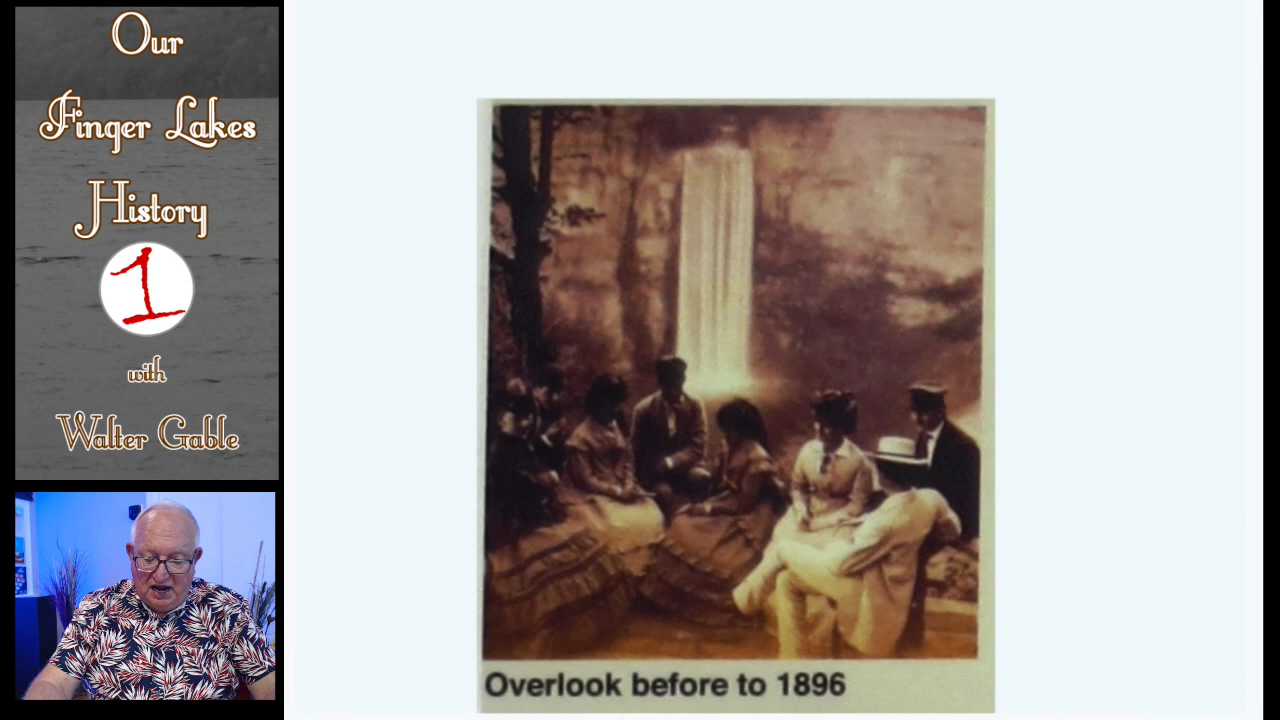 Our
Finger Lakes
History
1
with
Walter Gable
Overlook before to 1896